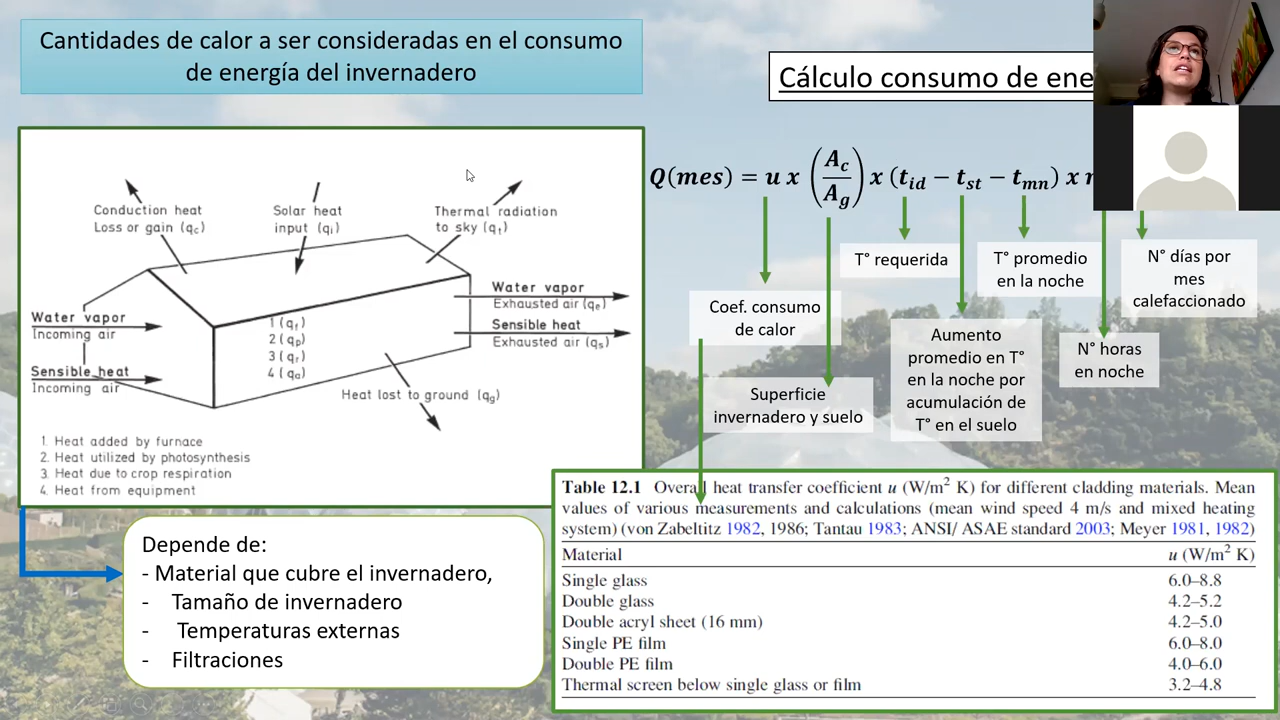 Cantidades de calor a ser consideradas en el consumo
de energía del invernadero
Conduction heat
Loss or gain (qc)
Solar heat
input (qi)
Thermal radiation
to sky (qt)
Water vapor
Incoming air
Sensible heat
Incoming air
1 (qf)
2 (qp)
3 (qr)
4 (qa)
Water vapor
Exhausted air (qe)
Sensible heat
Exhausted air (qs)
Heat lost to ground (qg)
1. Heat added by furnace
2. Heat utilized by photosynthesis
3. Heat due to crop respiration
4. Heat from equipment
Depende de:
- Material que cubre el invernadero,
- Tamaño de invernadero
- Temperaturas externas
- Filtraciones
Cálculo consumo de ene
Q(mes) = u x (Ac/Ag) x (tid − tst − tmn) x
Coef. consumo
de calor
Superficie
invernadero y suelo
T° requerida
Aumento
promedio en T°
en la noche por
acumulación de
T° en el suelo
T° promedio
en la noche
N° horas
en noche
N° días por
mes
calefaccionado
Table 12.1 Overall heat transfer coefficient u (W/m² K) for different cladding materials. Mean
values of various measurements and calculations (mean wind speed 4 m/s and mixed heating
system) (von Zabeltitz 1982, 1986; Tantau 1983; ANSI/ ASAE standard 2003; Meyer 1981, 1982)
Material u (W/m² K)
Single glass 6.0–8.8
Double glass 4.2–5.2
Double acryl sheet (16 mm) 4.2–5.0
Single PE film 6.0–8.0
Double PE film 4.0–6.0
Thermal screen below single glass or film 3.2–4.8